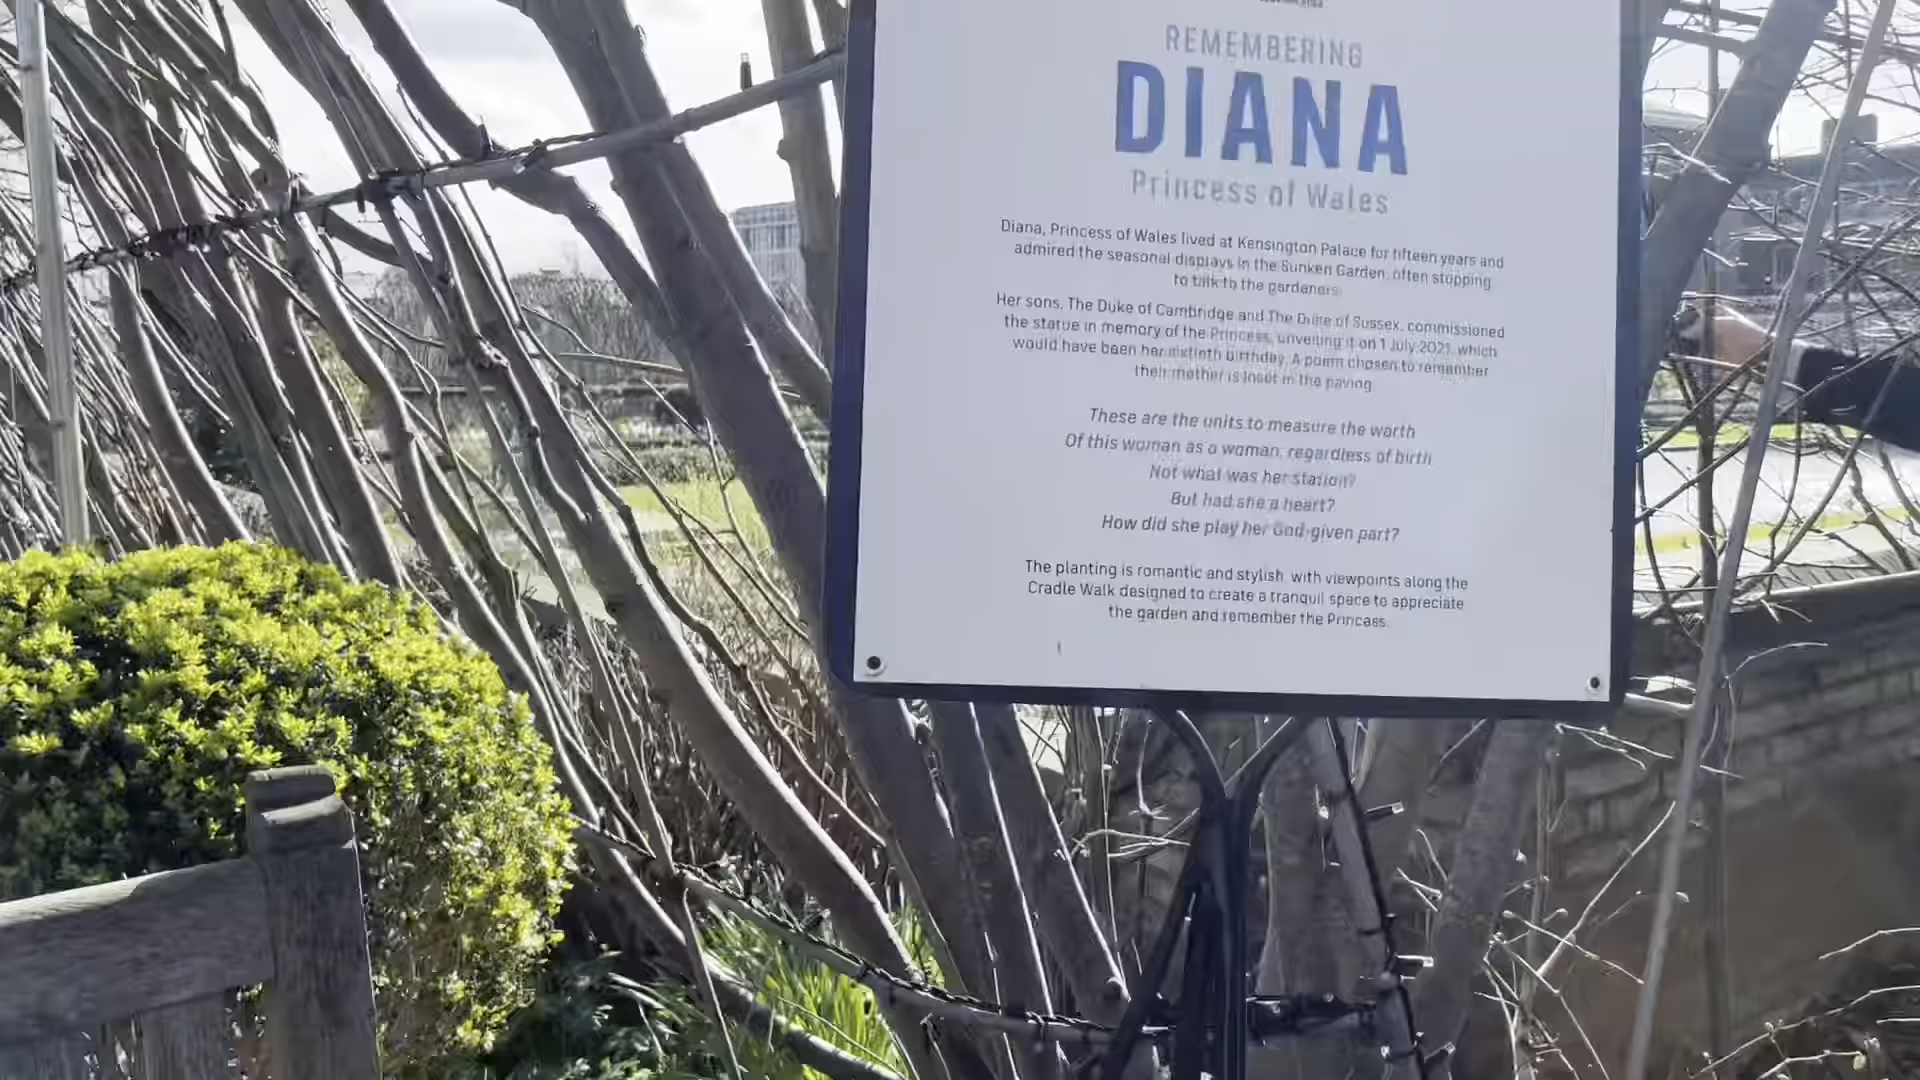 REMEMBERING
DIANA
Princess of Wales
Diana, Princess of Wales lived at Kensington Palace for fifteen years and
admired the seasonal displays in the Sunken Garden, often stopping
to talk to the gardeners.
Her sons, The Duke of Cambridge and The Duke of Sussex, commissioned
the statue in memory of the Princess, unveiling it on 1 July 2021, which
would have been her sixtieth birthday. A poem chosen to remember
their mother is inset in the paving.
These are the units to measure the worth
Of this woman as a woman, regardless of birth
Not what was her station?
But had she a heart?
How did she play her God-given part?
The planting is romantic and stylish, with viewpoints along the
Cradle Walk designed to create a tranquil space to appreciate
the garden and remember the Princess.